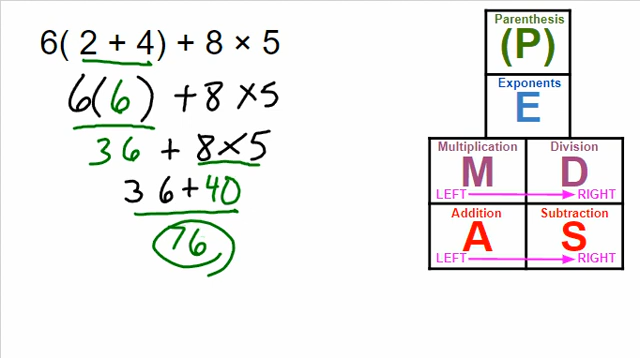 6( 2 + 4) + 8 × 5
6(6) + 8 × 5
36 + 8 × 5
36 + 40
76
Parenthesis
(P)
Exponents
E
Multiplication Division
M D
LEFT RIGHT
Addition Subtraction
A S
LEFT RIGHT